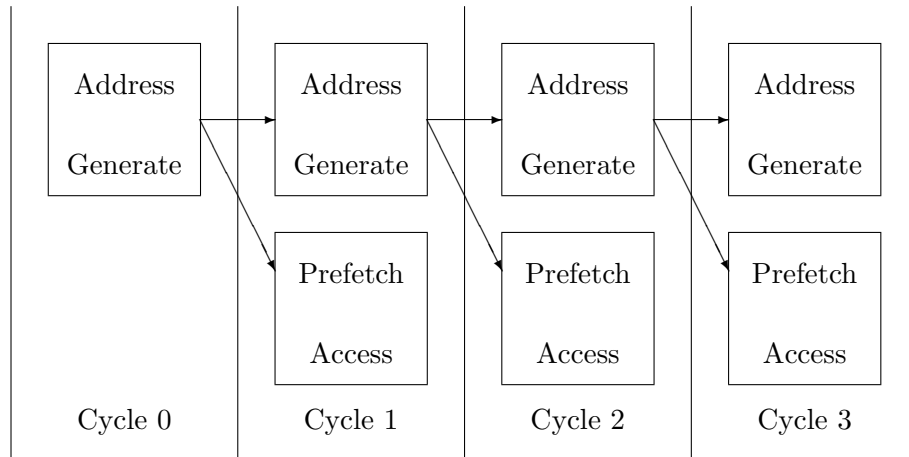 Address
Generate
Address
Generate
Address
Generate
Address
Generate
Prefetch
Access
Prefetch
Access
Prefetch
Access
Cycle 0
Cycle 1
Cycle 2
Cycle 3